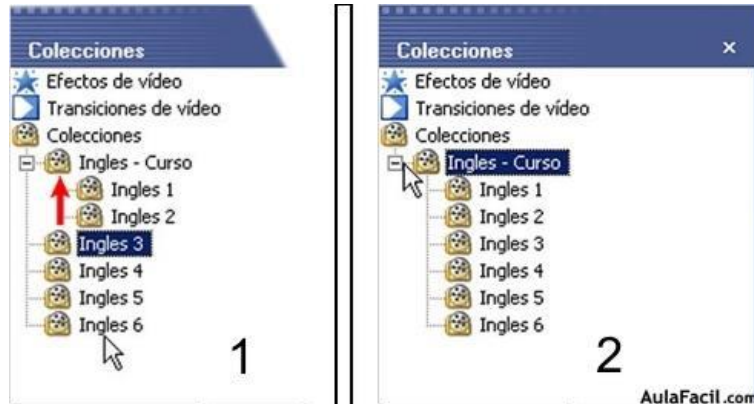 Colecciones
Efectos de vídeo
Transiciones de vídeo
Colecciones
Ingles - Curso
Ingles 1
Ingles 2
Ingles 3
Ingles 4
Ingles 5
Ingles 6
1
Colecciones
Efectos de vídeo
Transiciones de vídeo
Colecciones
Ingles - Curso
Ingles 1
Ingles 2
Ingles 3
Ingles 4
Ingles 5
Ingles 6
2
AulaFacil.com